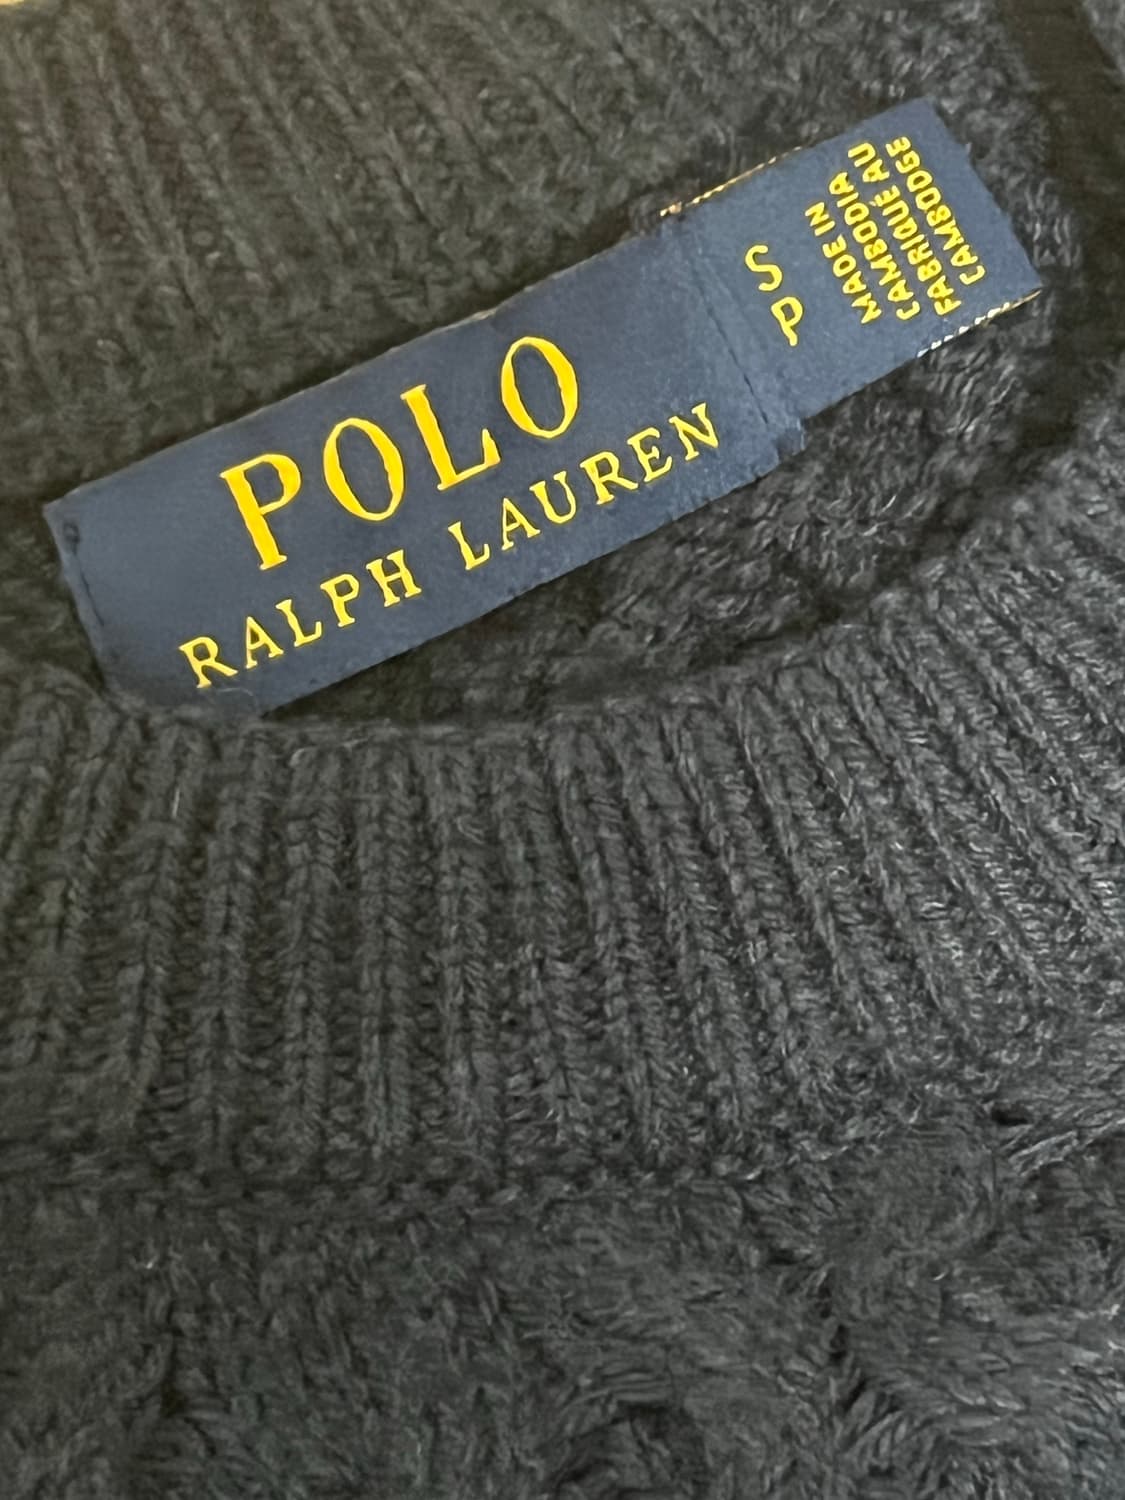 POLO
RALPH LAUREN
S
P
MADE IN
CAMBODIA
FABRIQUÉ AU
CAMBODGE